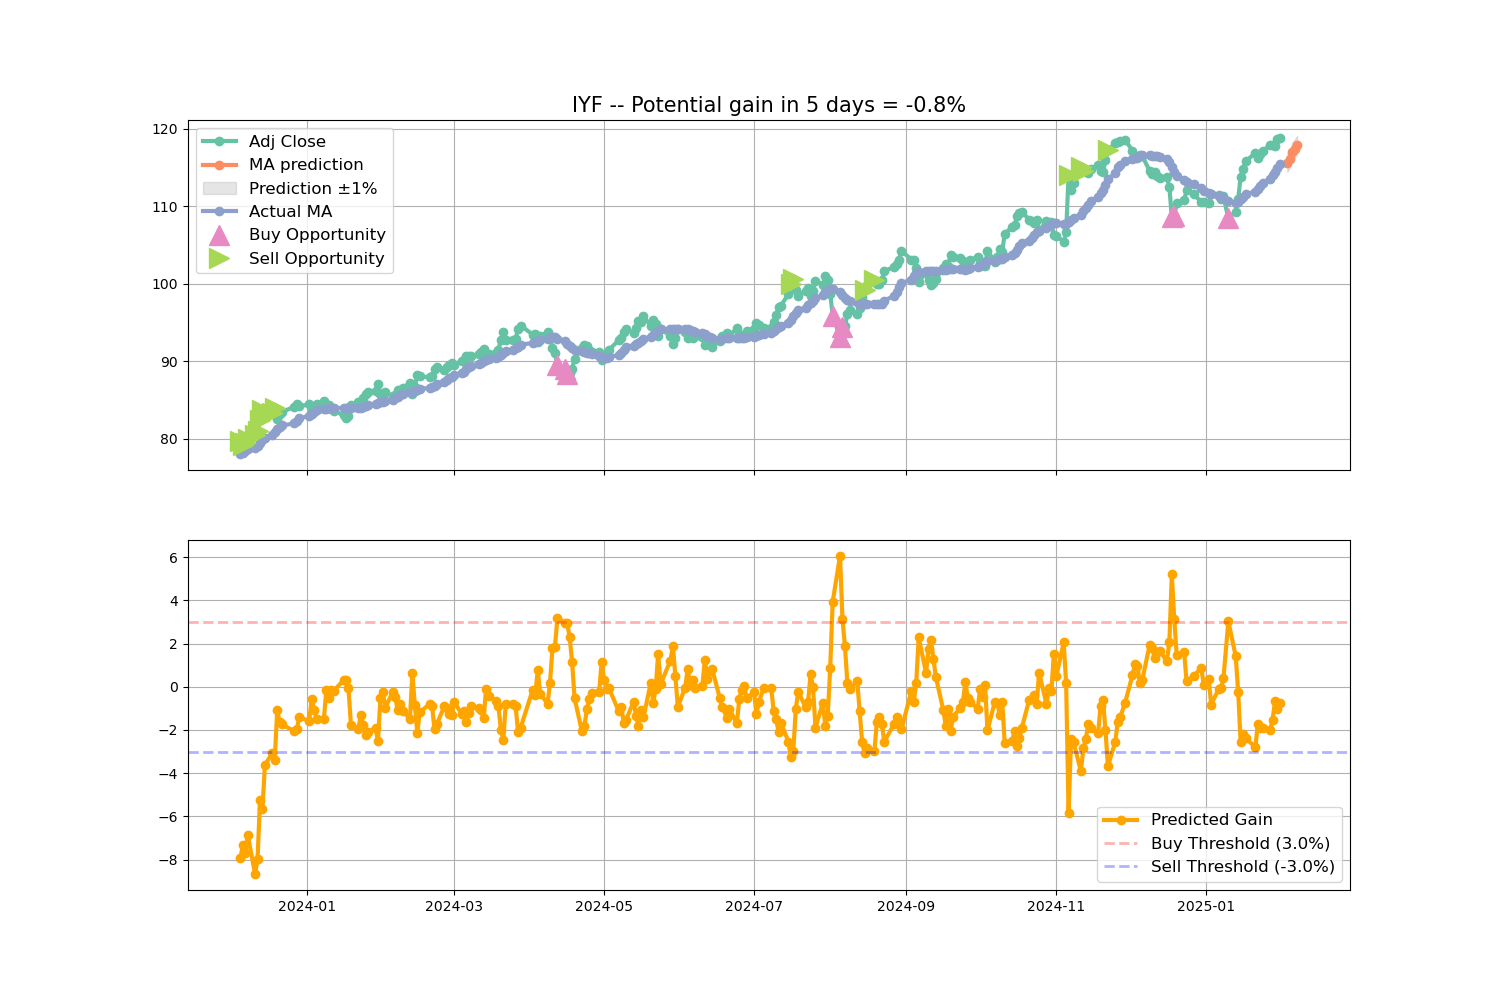 IYF -- Potential gain in 5 days = -0.8%
120
110
100
90
80
Adj Close
MA prediction
Prediction ±1%
Actual MA
Buy Opportunity
Sell Opportunity
6
4
2
0
−2
−4
−6
−8
Predicted Gain
Buy Threshold (3.0%)
Sell Threshold (-3.0%)
2024-01 2024-03 2024-05 2024-07 2024-09 2024-11 2025-01